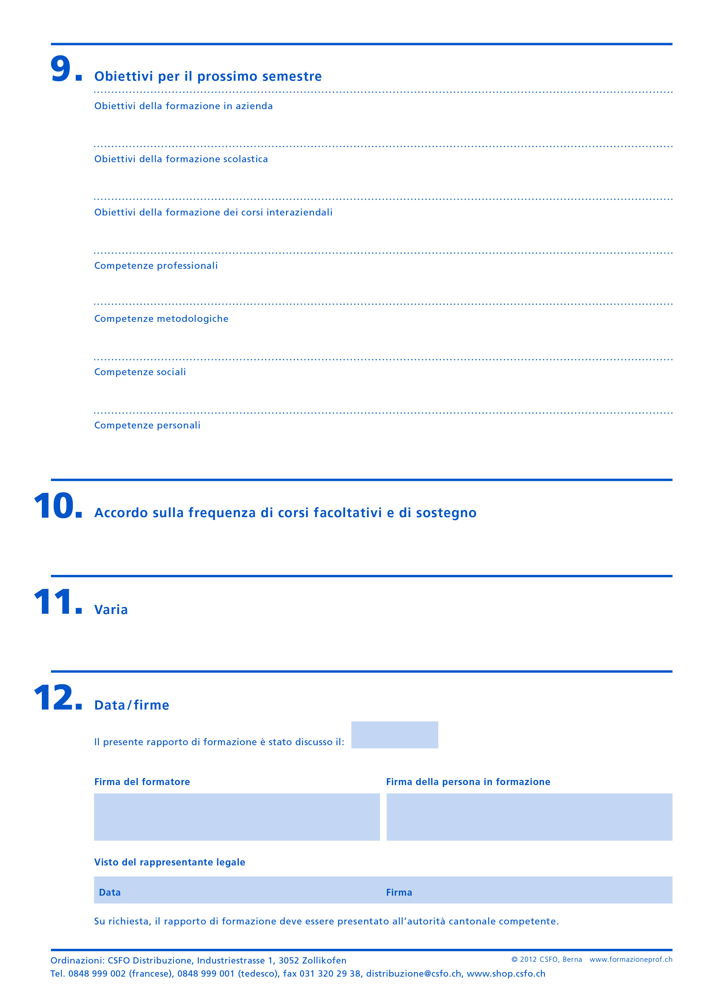 9. Obiettivi per il prossimo semestre
Obiettivi della formazione in azienda
Obiettivi della formazione scolastica
Obiettivi della formazione dei corsi interaziendali
Competenze professionali
Competenze metodologiche
Competenze sociali
Competenze personali
10. Accordo sulla frequenza di corsi facoltativi e di sostegno
11. Varia
12. Data/firme
Il presente rapporto di formazione è stato discusso il:
Firma del formatore
Firma della persona in formazione
Visto del rappresentante legale
Data
Firma
Su richiesta, il rapporto di formazione deve essere presentato all’autorità cantonale competente.
Ordinazioni: CSFO Distribuzione, Industriestrasse 1, 3052 Zollikofen
© 2012 CSFO, Berna www.formazioneprof.ch
Tel. 0848 999 002 (francese), 0848 999 001 (tedesco), fax 031 320 29 38, distribuzione@csfo.ch, www.shop.csfo.ch